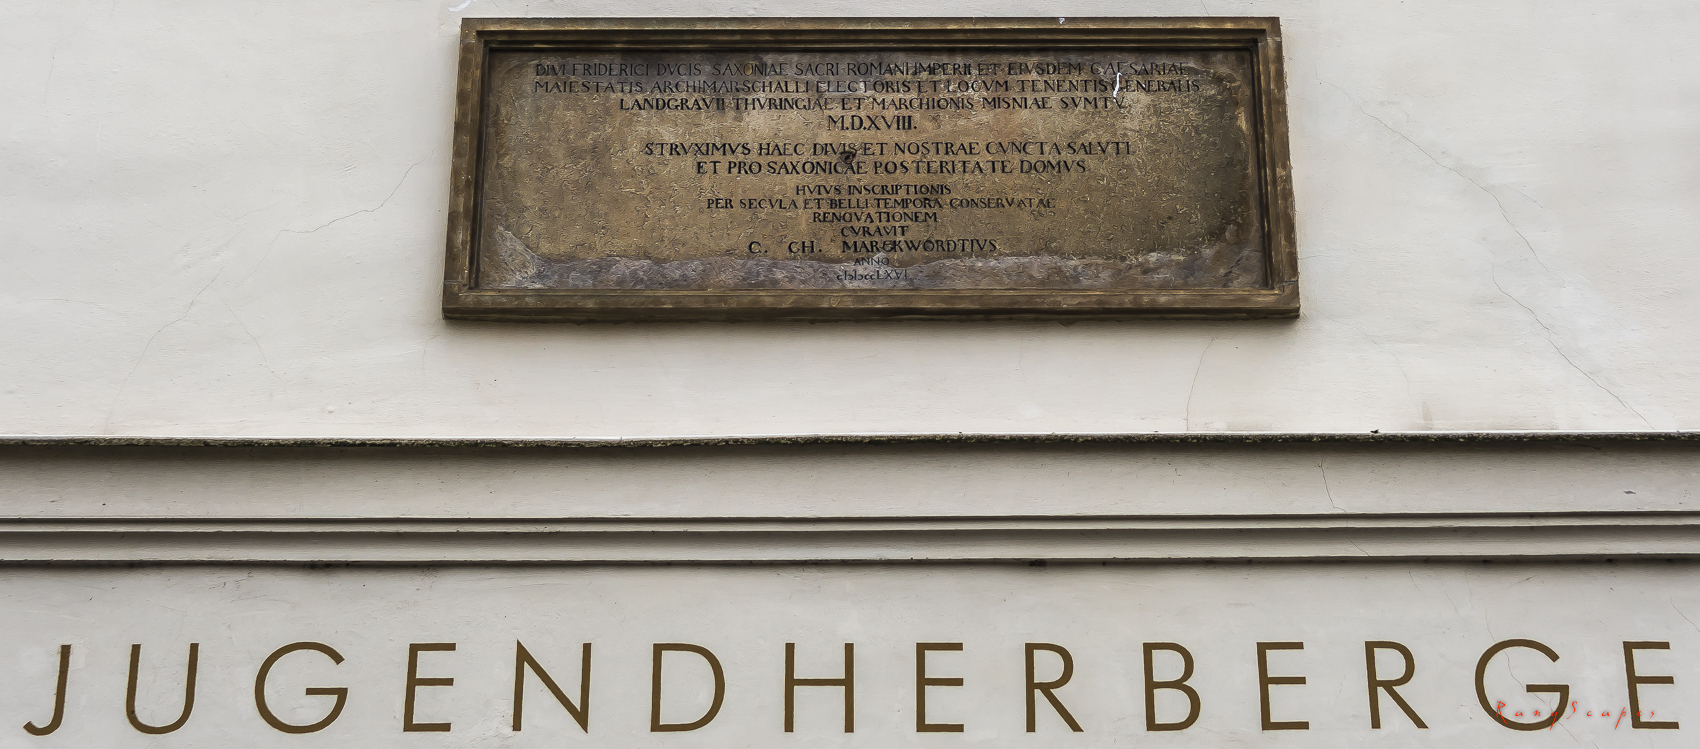 DIVI FRIDERICI DVCIS SAXONIAE SACRI ROMANI IMPERII ET EIVSDEM CAESARIAE
MAIESTATIS ARCHIMARSCHALLI ELECTORIS ET LOCVM TENENTIS GENERALIS
LANDGRAVII THVRINGIAE ET MARCHIONIS MISNIAE SVMTV
M.D.XVIII.
STRVXIMVS HAEC DIVIS ET NOSTRAE CVNCTA SALVTI
ET PRO SAXONICAE POSTERITATE DOMVS
HVIVS INSCRIPTIONIS
PER SECVLA ET BELLI TEMPORA CONSERVATAE
RENOVATIONEM
CVRAVIT
C. CH. MARCKWORDTIVS
ANNO
JUGENDHERBERGE
RangScapes